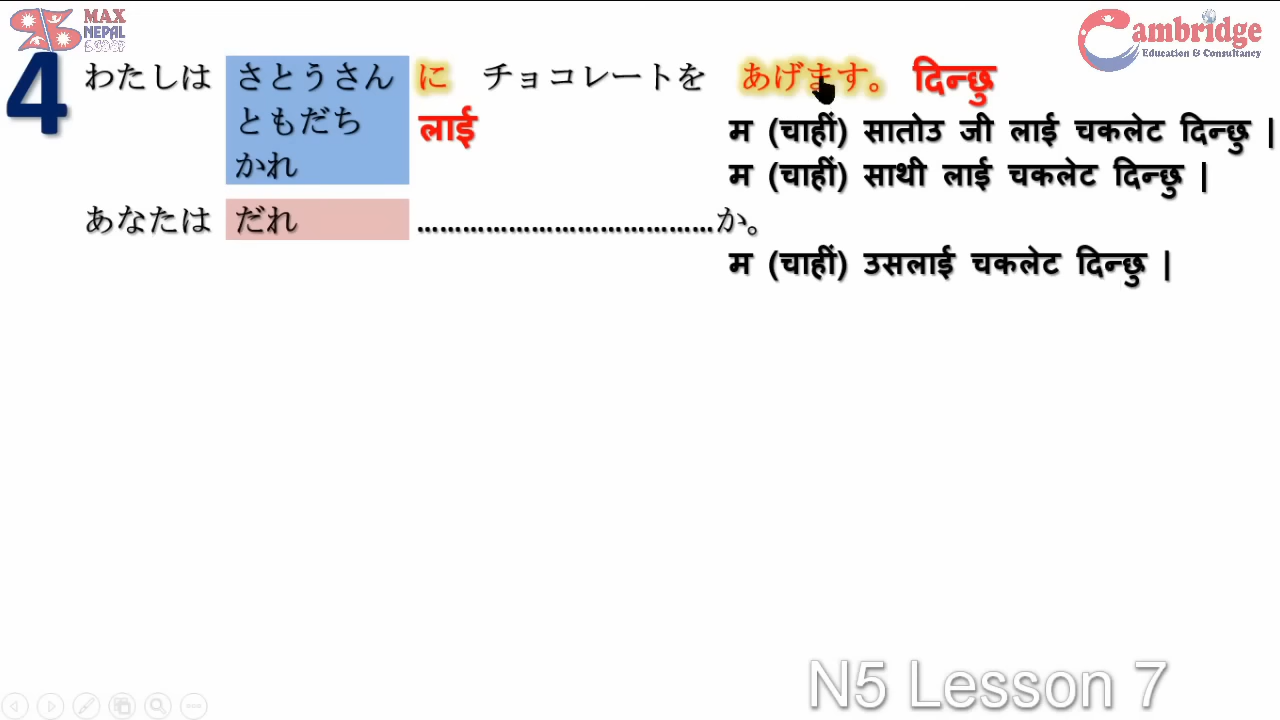 MAX
NEPAL
Cambridge
Education & Consultancy
4
わたしは さとうさん に チョコレートを あげます。 दिन्छु
ともだち लाई
म (चाहीं) सातोउ जी लाई चकलेट दिन्छु |
かれ
म (चाहीं) साथी लाई चकलेट दिन्छु |
あなたは だれ ……………………………………か。
म (चाहीं) उसलाई चकलेट दिन्छु |
N5 Lesson 7